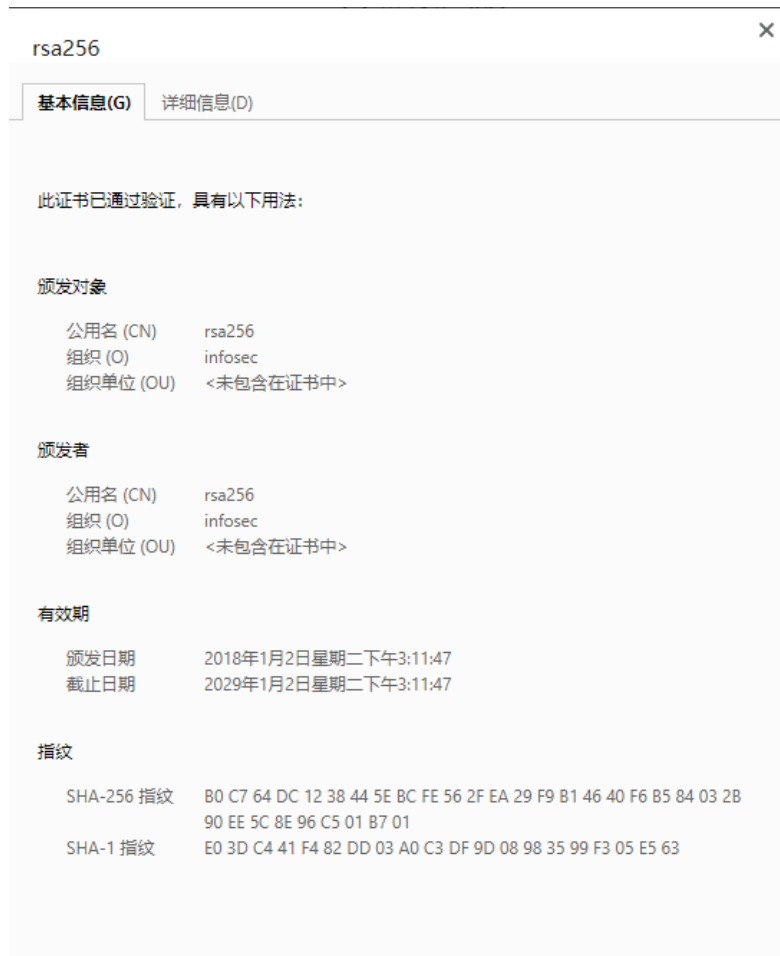 rsa256
基本信息(G) 详细信息(D)
此证书已通过验证，具有以下用法：
颁发对象
公用名 (CN) rsa256
组织 (O) infosec
组织单位 (OU) <未包含在证书中>
颁发者
公用名 (CN) rsa256
组织 (O) infosec
组织单位 (OU) <未包含在证书中>
有效期
颁发日期 2018年1月2日星期二下午3:11:47
截止日期 2029年1月2日星期二下午3:11:47
指纹
SHA-256 指纹 B0 C7 64 DC 12 38 44 5E BC FE 56 2F EA 29 F9 B1 46 40 F6 B5 84 03 2B
90 EE 5C 8E 96 C5 01 B7 01
SHA-1 指纹 E0 3D C4 41 F4 82 DD 03 A0 C3 DF 9D 08 98 35 99 F3 05 E5 63